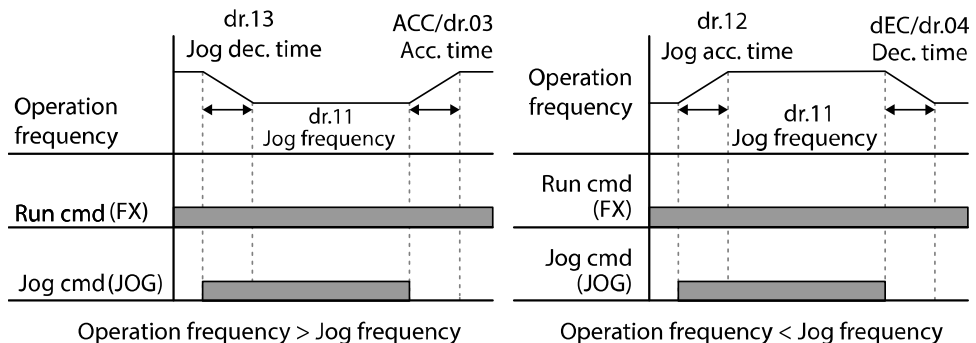 dr.13
Jog dec. time
ACC/dr.03
Acc. time
Operation
frequency
dr.11
Jog frequency
Run cmd (FX)
Jog cmd (JOG)
Operation frequency > Jog frequency
dr.12
Jog acc. time
dEC/dr.04
Dec. time
Operation
frequency
dr.11
Jog frequency
Run cmd
(FX)
Jog cmd
(JOG)
Operation frequency < Jog frequency